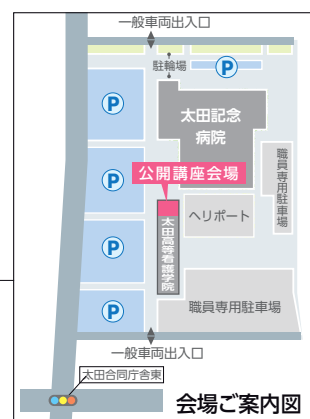 一般車両出入口
駐輪場
P
P
太田記念
病院
職員専用駐車場
P
公開講座会場
太田高等看護学院
ヘリポート
P
職員専用駐車場
P
一般車両出入口
太田合同庁舎東
会場ご案内図